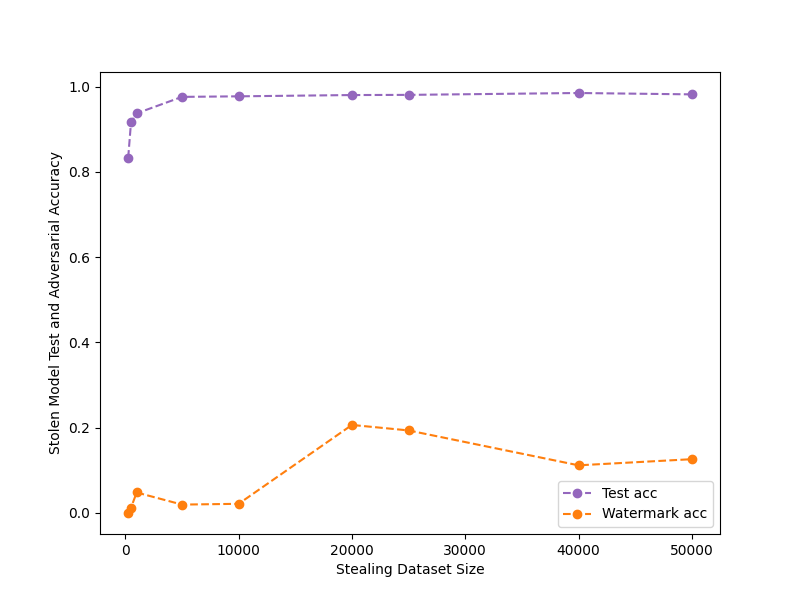 1.0
0.8
0.6
0.4
0.2
0.0
Stolen Model Test and Adversarial Accuracy
Test acc
Watermark acc
0 10000 20000 30000 40000 50000
Stealing Dataset Size